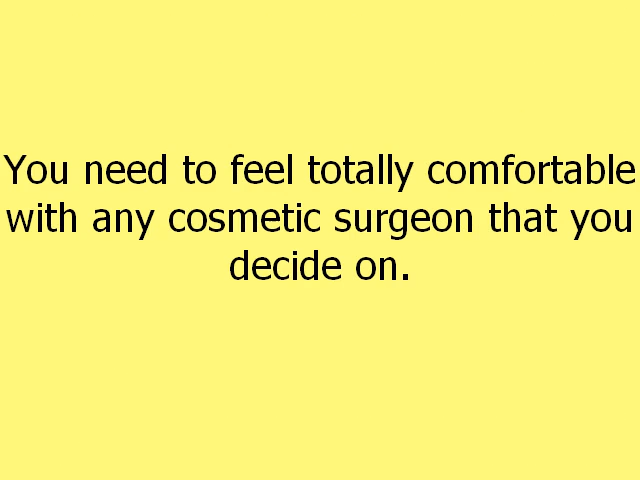 You need to feel totally comfortable
with any cosmetic surgeon that you
decide on.